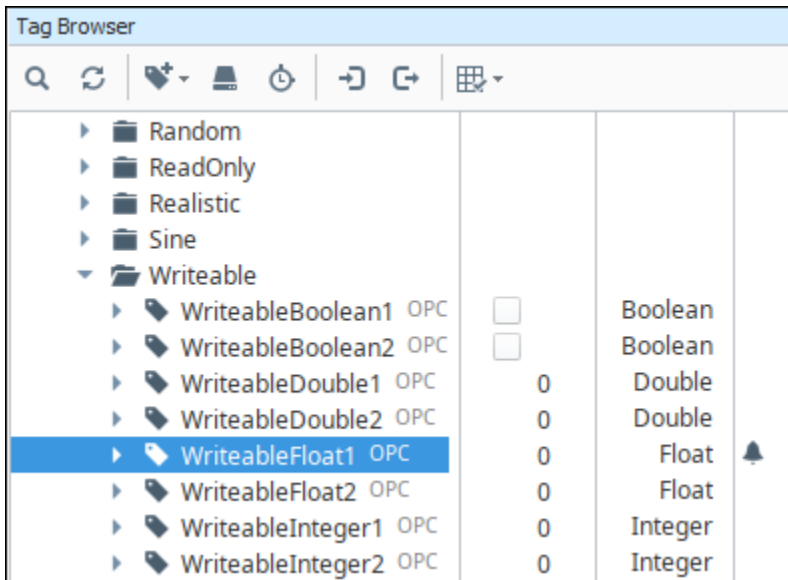 Tag Browser
Random
ReadOnly
Realistic
Sine
Writeable
WriteableBoolean1 OPC Boolean
WriteableBoolean2 OPC Boolean
WriteableDouble1 OPC 0 Double
WriteableDouble2 OPC 0 Double
WriteableFloat1 OPC 0 Float
WriteableFloat2 OPC 0 Float
WriteableInteger1 OPC 0 Integer
WriteableInteger2 OPC 0 Integer